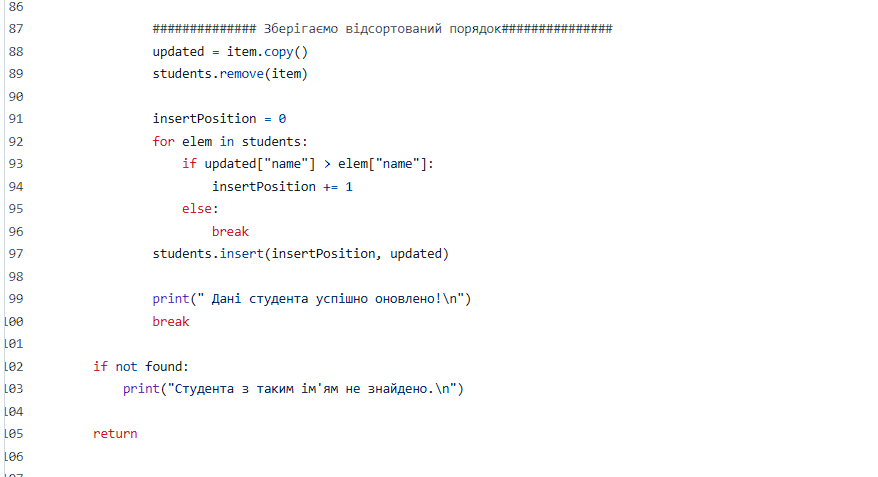 86
87 ############## Зберігаємо відсортований порядок###############
88 updated = item.copy()
89 students.remove(item)
90
91 insertPosition = 0
92 for elem in students:
93 if updated["name"] > elem["name"]:
94 insertPosition += 1
95 else:
96 break
97 students.insert(insertPosition, updated)
98
99 print(" Дані студента успішно оновлено!\n")
100 break
101
102 if not found:
103 print("Студента з таким ім'ям не знайдено.\n")
104
105 return
106